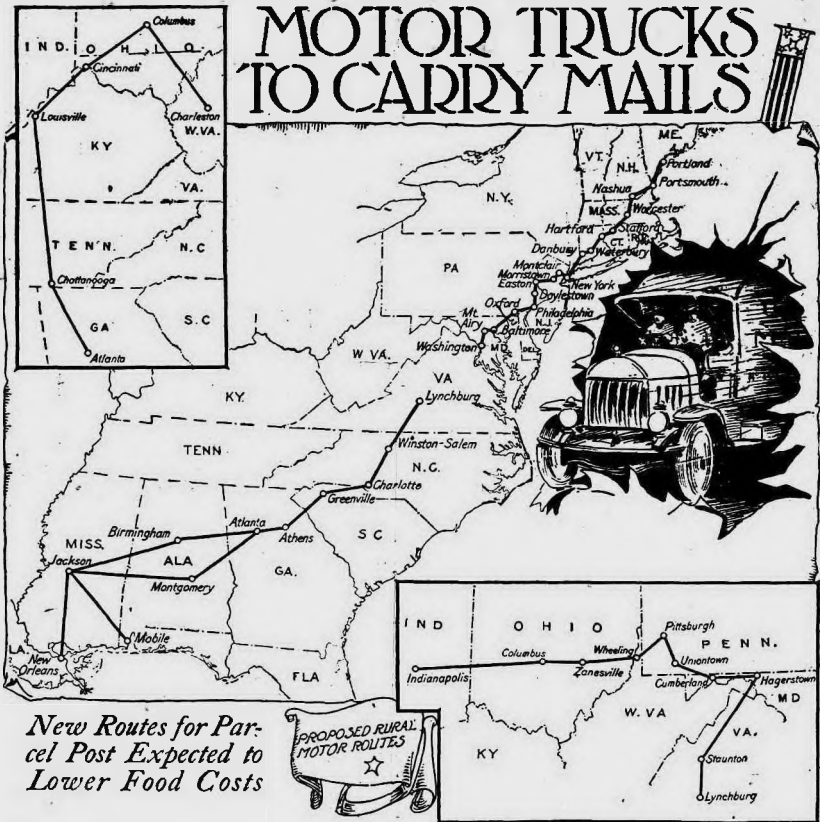 MOTOR TRUCKS
TO CARRY MAILS
Columbus
IND.
OHIO
Cincinnati
Louisville
Charleston
W.VA.
KY
VA.
TEN'N.
N.C
Chattanooga
GA
S.C
Atlanta
ME.
VT.
N.H.
Portland
Portsmouth
Nashua
N.Y.
MASS.
Worcester
Hartford
Stafford
CT.
R.I.
Danbury
Waterbury
PA
Montclair
Morristown
New York
Easton
Doylestown
Oxford
Philadelphia
N.J.
Mt.
Airy
Baltimore
Washington
MD
DEL.
W VA.
VA
KY.
Lynchburg
Winston-Salem
TENN
N.C.
Charlotte
Greenville
Atlanta
Athens
S C
Birmingham
MISS.
Jackson
ALA
GA.
Montgomery
Mobile
LA.
New
Orleans
FLA
IND
OHIO
Pittsburgh
PENN.
Wheeling
Columbus
Zanesville
Uniontown
Indianapolis
Cumberland
Hagerstown
MD
W.VA
KY
VA.
Staunton
Lynchburg
New Routes for Par-
cel Post Expected to
Lower Food Costs
PROPOSED RURAL
MOTOR ROUTES